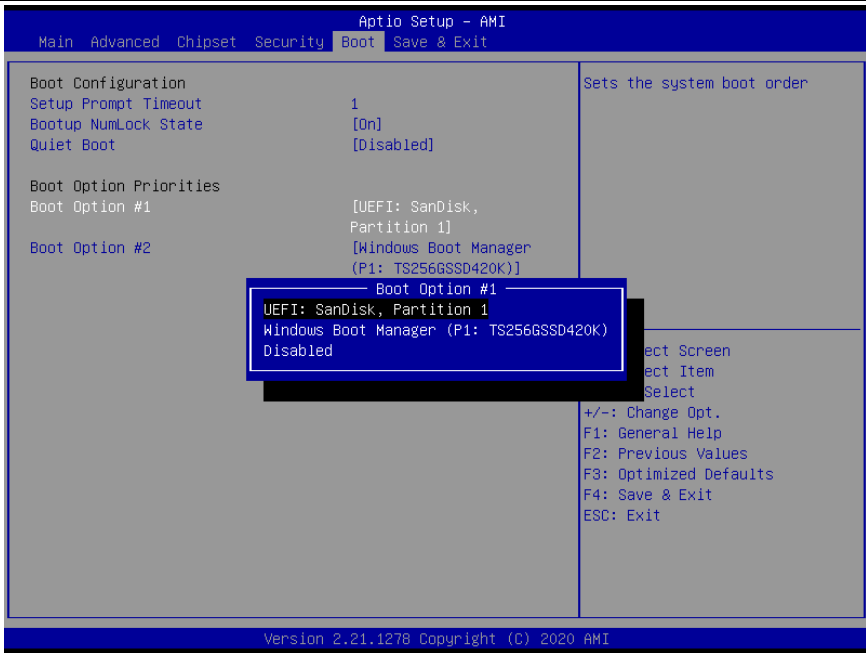 Aptio Setup – AMI
Main Advanced Chipset Security Boot Save & Exit
Boot Configuration
Setup Prompt Timeout 1
Bootup NumLock State [On]
Quiet Boot [Disabled]
Boot Option Priorities
Boot Option #1 [UEFI: SanDisk,
Partition 1]
Boot Option #2 [Windows Boot Manager
(P1: TS256GSSD420K)]
Boot Option #1
UEFI: SanDisk, Partition 1
Windows Boot Manager (P1: TS256GSSD420K)
Disabled
Sets the system boot order
ect Screen
ect Item
Select
+/-: Change Opt.
F1: General Help
F2: Previous Values
F3: Optimized Defaults
F4: Save & Exit
ESC: Exit
Version 2.21.1278 Copyright (C) 2020 AMI